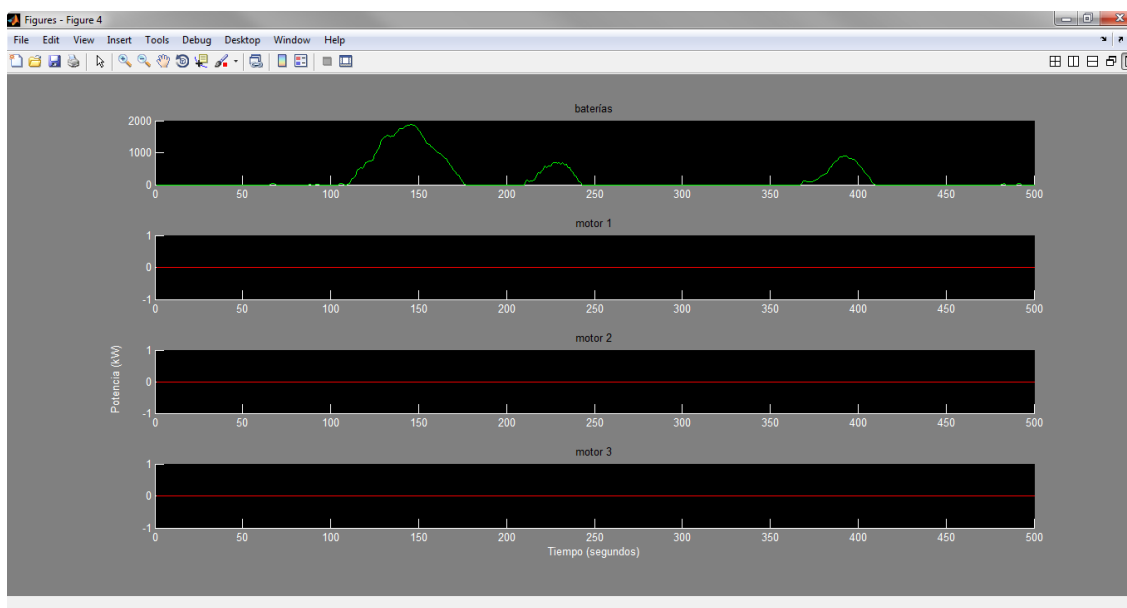 Figures - Figure 4
File Edit View Insert Tools Debug Desktop Window Help
baterías
2000
1000
0
0 50 100 150 200 250 300 350 400 450 500
motor 1
1
0
-1
0 50 100 150 200 250 300 350 400 450 500
motor 2
1
0
-1
0 50 100 150 200 250 300 350 400 450 500
Potencia (kW)
motor 3
1
0
-1
0 50 100 150 200 250 300 350 400 450 500
Tiempo (segundos)